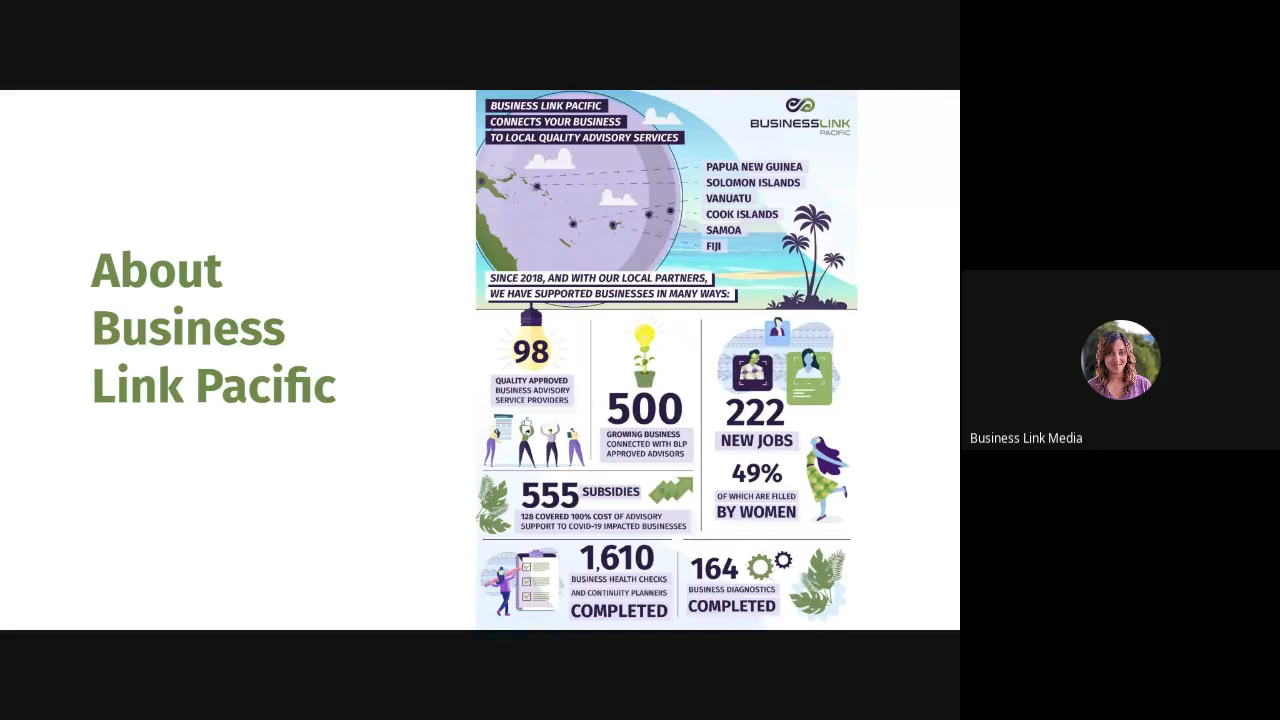 About
Business
Link Pacific
BUSINESS LINK PACIFIC
CONNECTS YOUR BUSINESS
TO LOCAL QUALITY ADVISORY SERVICES
BUSINESSLINK
PACIFIC
PAPUA NEW GUINEA
SOLOMON ISLANDS
VANUATU
COOK ISLANDS
SAMOA
FIJI
SINCE 2018, AND WITH OUR LOCAL PARTNERS,
WE HAVE SUPPORTED BUSINESSES IN MANY WAYS:
98
QUALITY APPROVED
BUSINESS ADVISORY
SERVICE PROVIDERS
500
GROWING BUSINESS
CONNECTED WITH BLP
APPROVED ADVISORS
222
NEW JOBS
49%
OF WHICH ARE FILLED
BY WOMEN
555 SUBSIDIES
128 COVERED 100% COST OF ADVISORY
SUPPORT TO COVID-19 IMPACTED BUSINESSES
1,610
BUSINESS HEALTH CHECKS
AND CONTINUITY PLANNERS
COMPLETED
164
BUSINESS DIAGNOSTICS
COMPLETED
Business Link Media